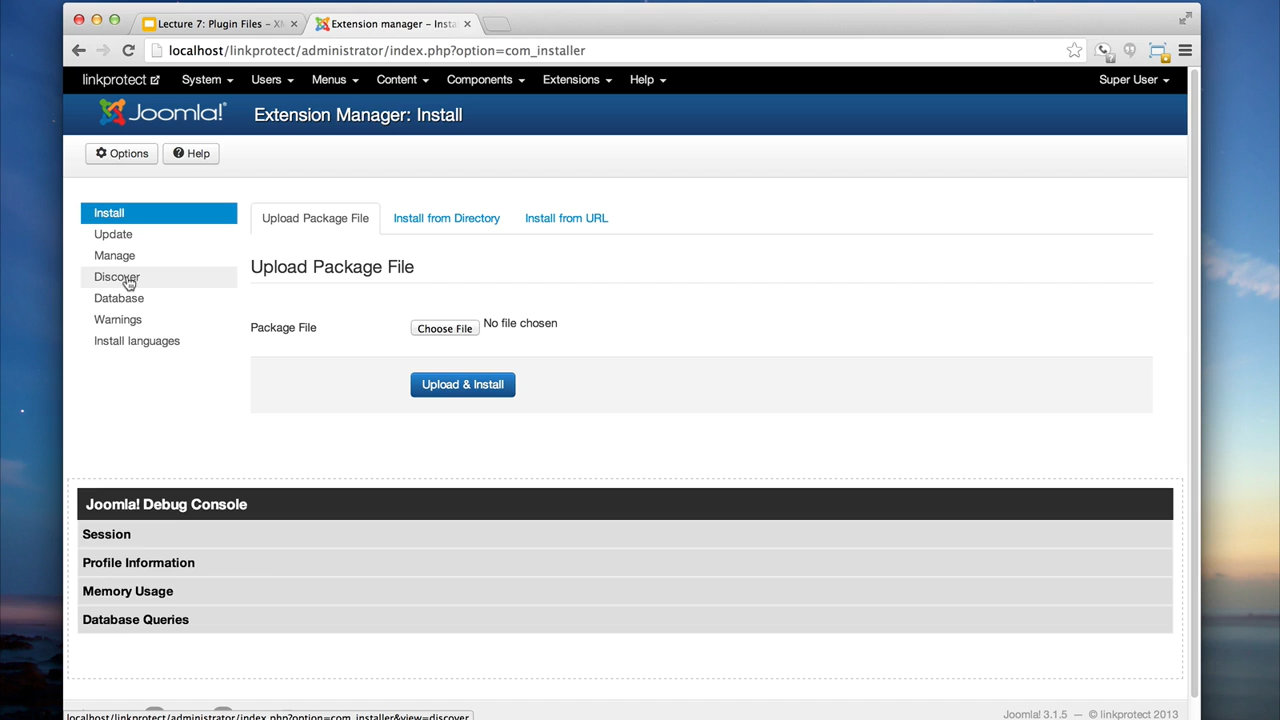 Lecture 7: Plugin Files – XM
Extension manager – Insta
localhost/linkprotect/administrator/index.php?option=com_installer
linkprotect System Users Menus Content Components Extensions Help Super User
Joomla! Extension Manager: Install
Options Help
Install
Update
Manage
Discover
Database
Warnings
Install languages
Upload Package File Install from Directory Install from URL
Upload Package File
Package File Choose File No file chosen
Upload & Install
Joomla! Debug Console
Session
Profile Information
Memory Usage
Database Queries
localhost/linkprotect/administrator/index.php?option=com_installer&view=discover
Joomla! 3.1.5 — © linkprotect 2013